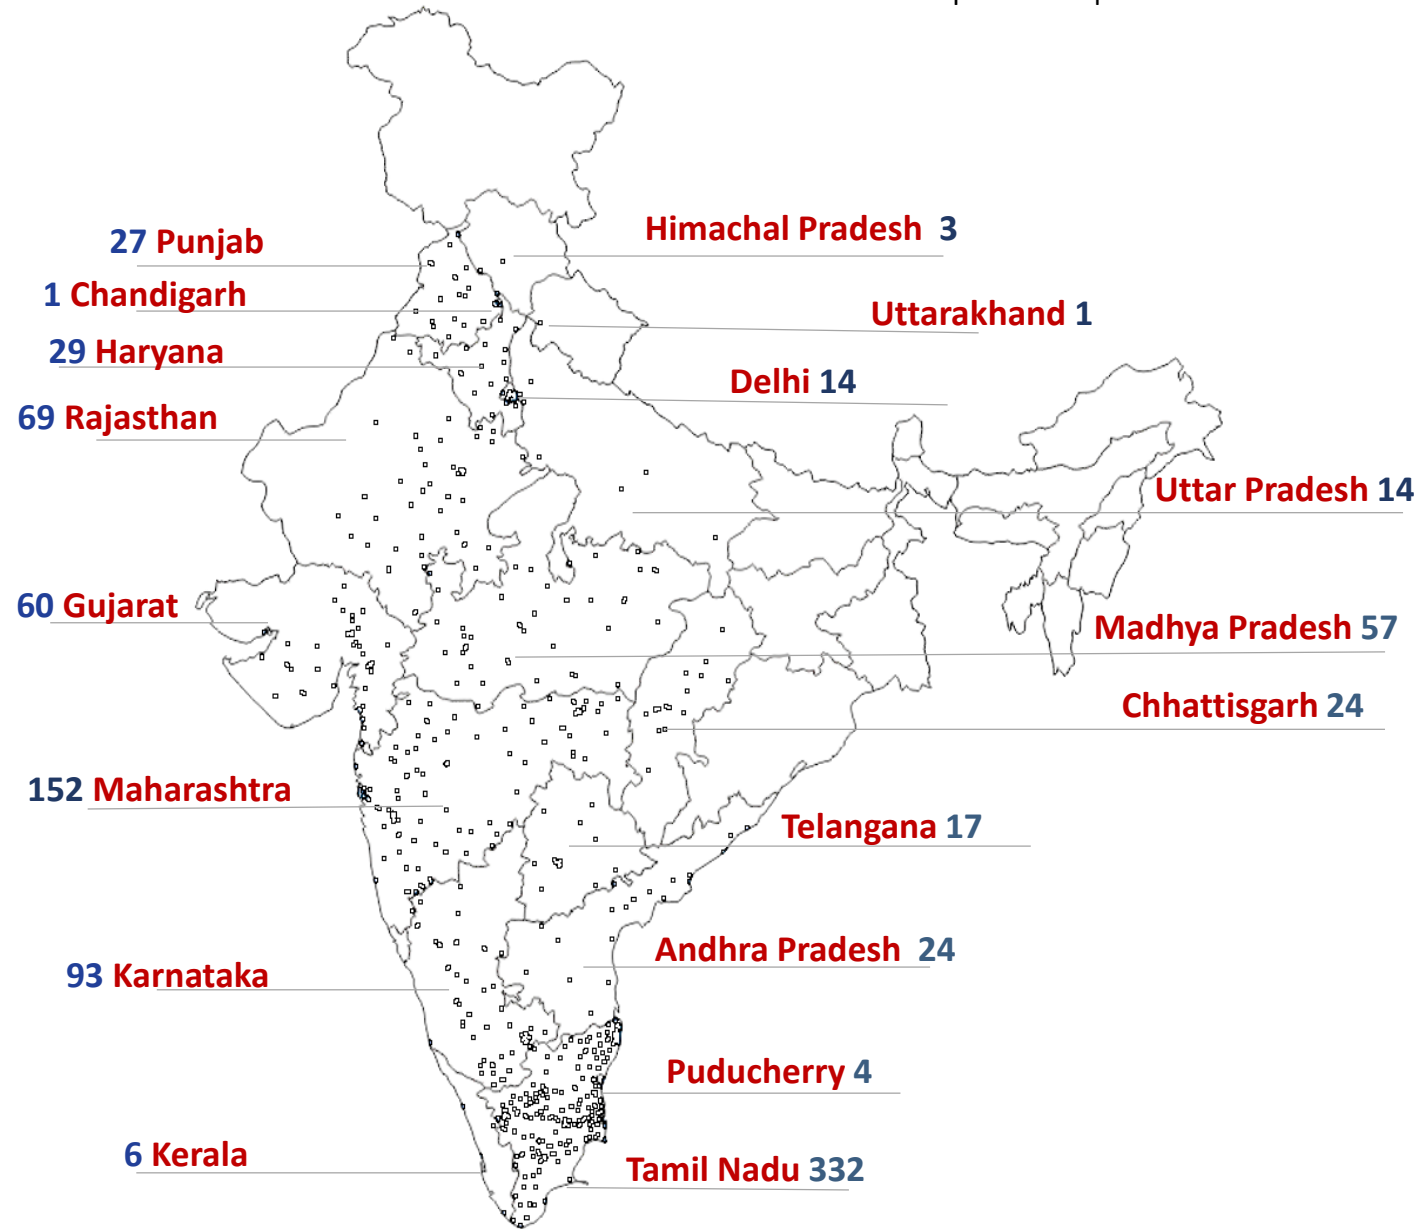 Himachal Pradesh 3
27 Punjab
1 Chandigarh
Uttarakhand 1
29 Haryana
Delhi 14
69 Rajasthan
Uttar Pradesh 14
60 Gujarat
Madhya Pradesh 57
Chhattisgarh 24
152 Maharashtra
Telangana 17
Andhra Pradesh 24
93 Karnataka
Puducherry 4
6 Kerala
Tamil Nadu 332